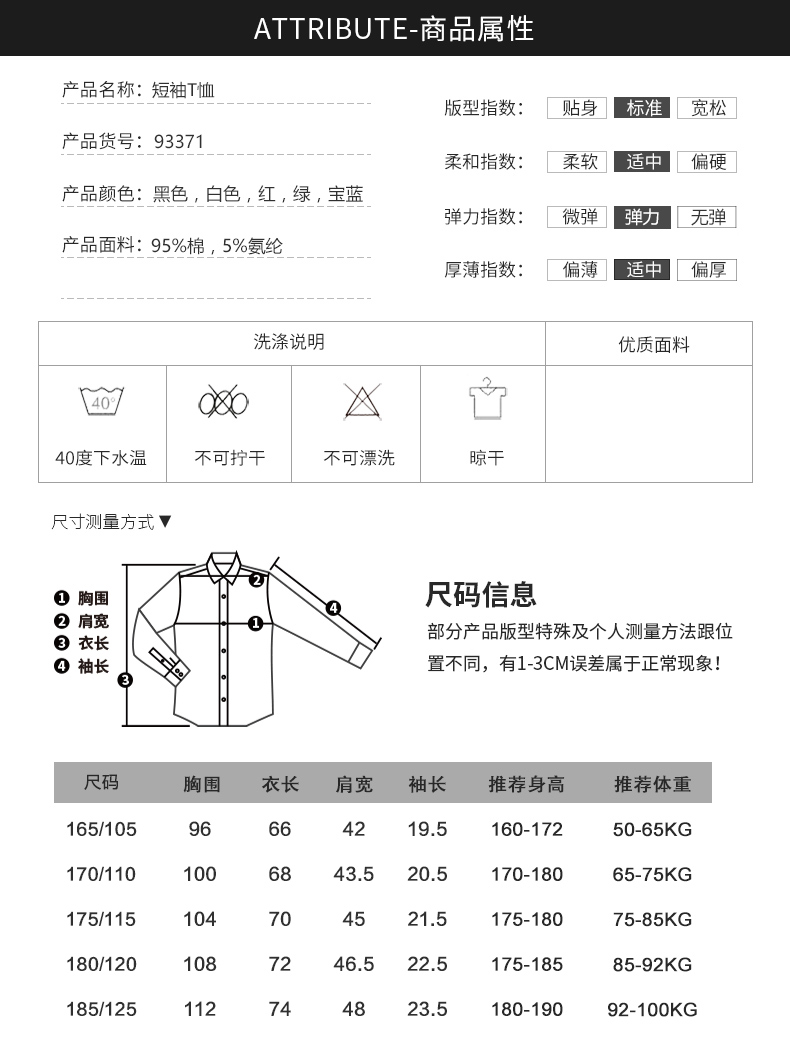 ATTRIBUTE-商品属性
产品名称：短袖T恤
产品货号：93371
产品颜色：黑色，白色，红，绿，宝蓝
产品面料：95%棉，5%氨纶
版型指数： 贴身 标准 宽松
柔和指数： 柔软 适中 偏硬
弹力指数： 微弹 弹力 无弹
厚薄指数： 偏薄 适中 偏厚
洗涤说明 优质面料
40°
40度下水温 不可拧干 不可漂洗 晾干
尺寸测量方式▼
1 胸围
2 肩宽
3 衣长
4 袖长
2
4
1
3
尺码信息
部分产品版型特殊及个人测量方法跟位
置不同，有1-3CM误差属于正常现象！
尺码 胸围 衣长 肩宽 袖长 推荐身高 推荐体重
165/105 96 66 42 19.5 160-172 50-65KG
170/110 100 68 43.5 20.5 170-180 65-75KG
175/115 104 70 45 21.5 175-180 75-85KG
180/120 108 72 46.5 22.5 175-185 85-92KG
185/125 112 74 48 23.5 180-190 92-100KG